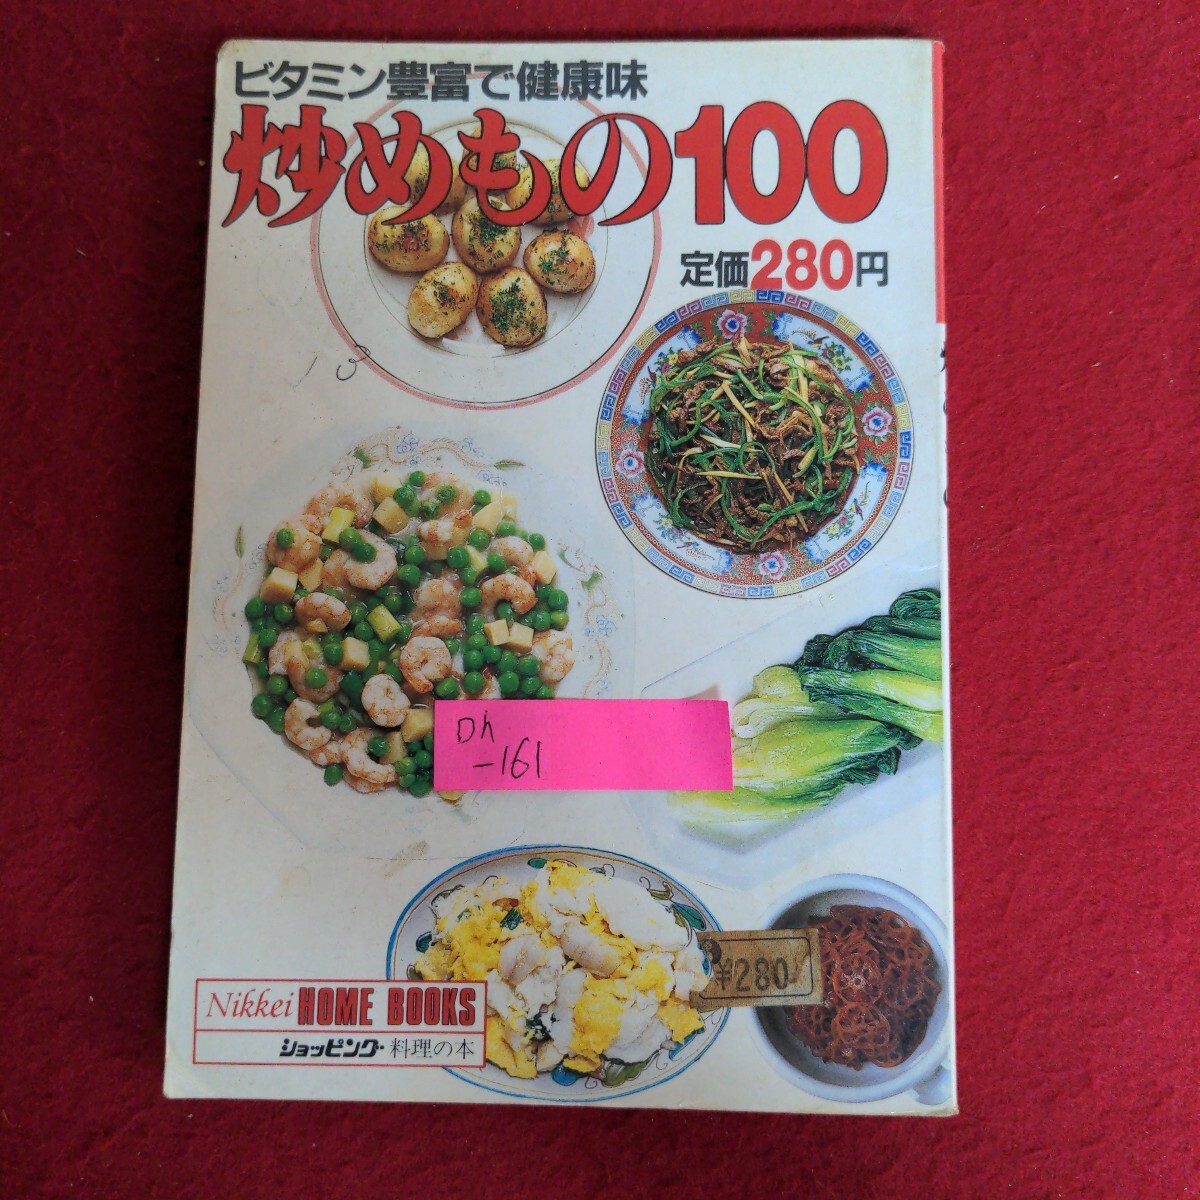 ビタミン豊富で健康味
炒めもの100
定価280円
13
Dh
-161
¥280
Nikkei HOME BOOKS
ショッピング 料理の本